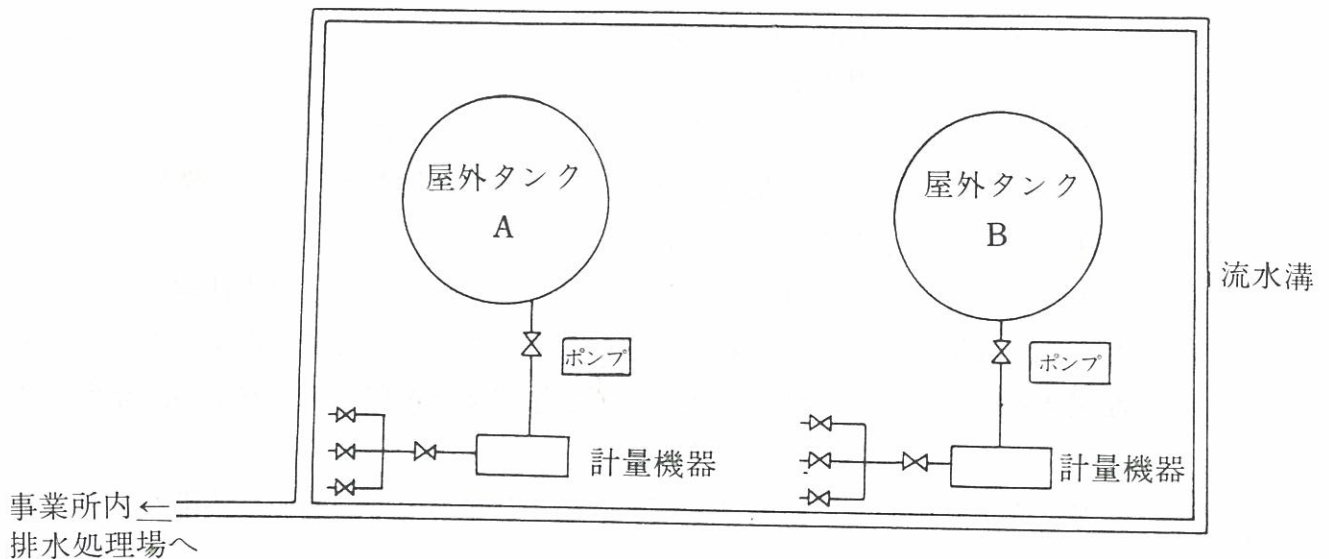 屋外タンク
A
屋外タンク
B
流水溝
ポンプ
ポンプ
計量機器
計量機器
事業所内←
排水処理場へ